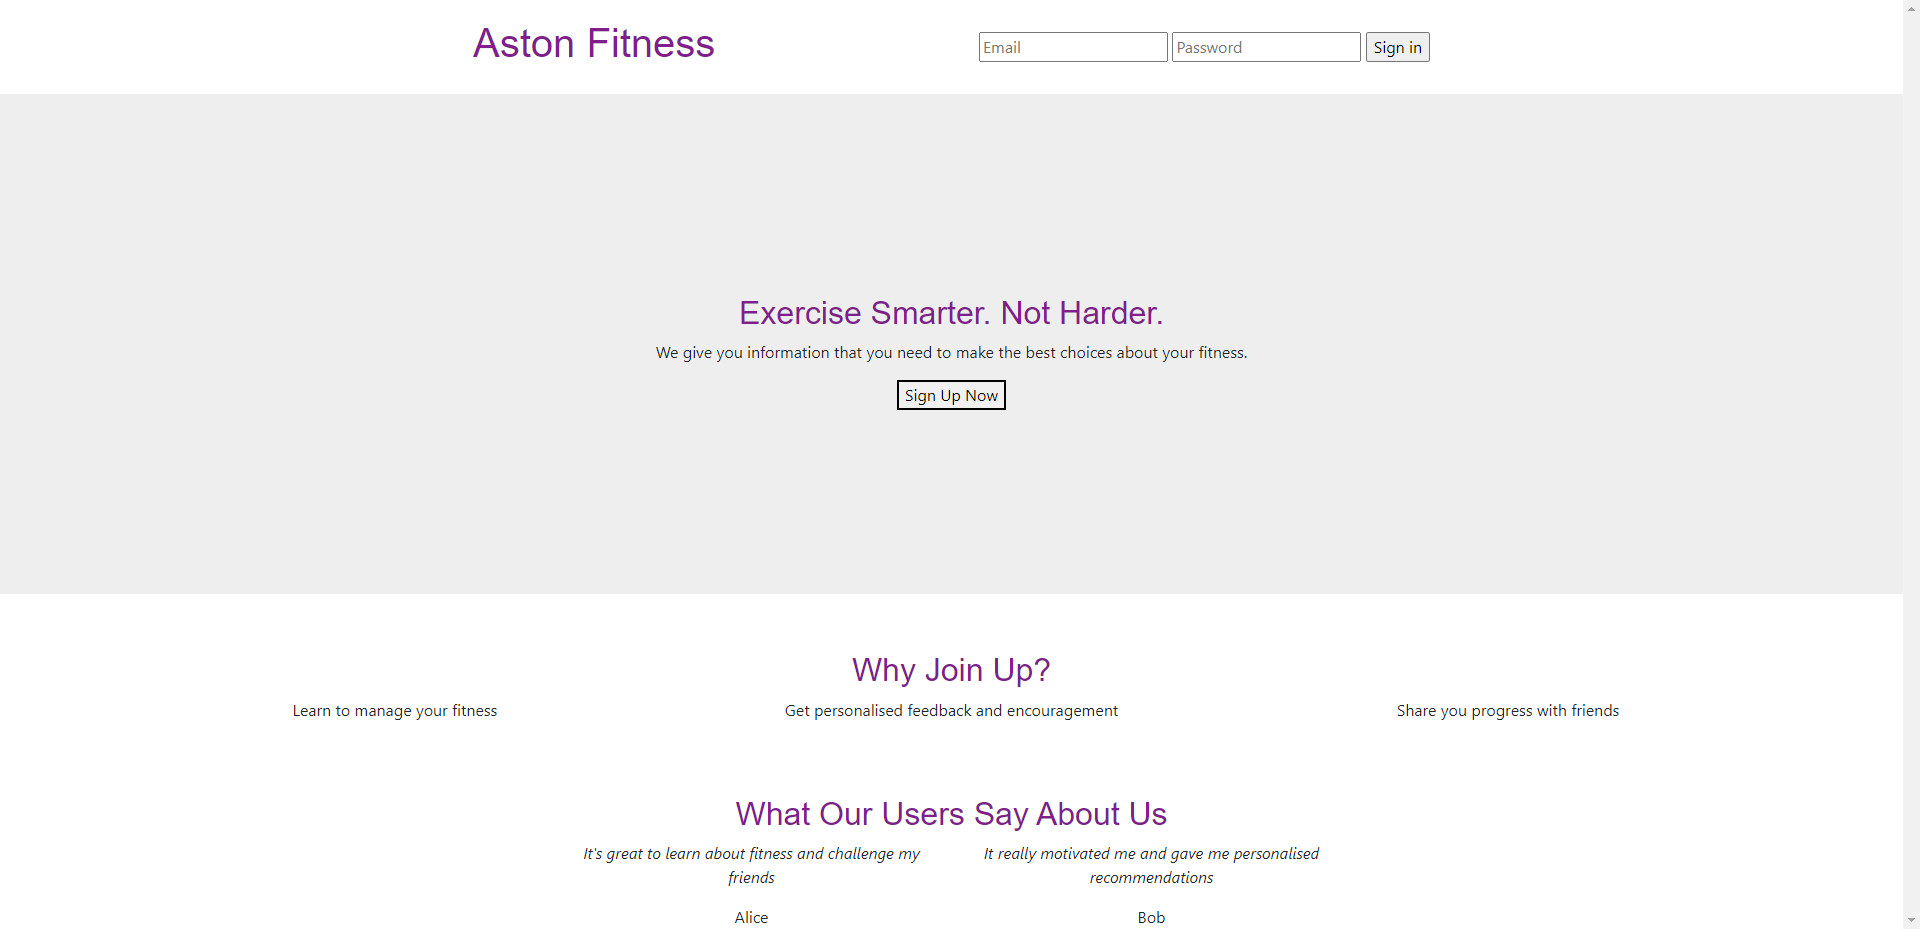 Aston Fitness
Email Password Sign in
Exercise Smarter. Not Harder.
We give you information that you need to make the best choices about your fitness.
Sign Up Now
Why Join Up?
Learn to manage your fitness
Get personalised feedback and encouragement
Share you progress with friends
What Our Users Say About Us
It's great to learn about fitness and challenge my
friends
Alice
It really motivated me and gave me personalised
recommendations
Bob